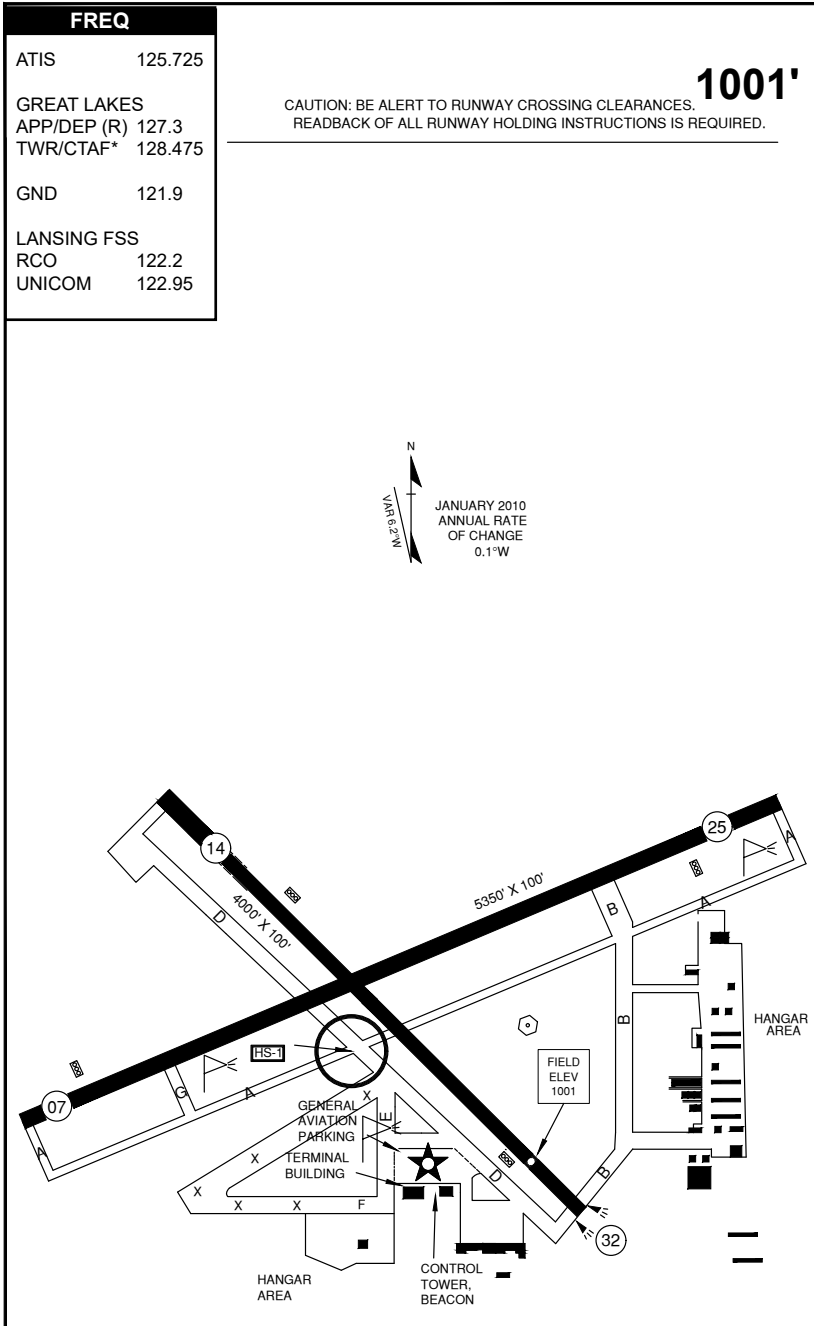 FREQ
ATIS 125.725
GREAT LAKES
APP/DEP (R) 127.3
TWR/CTAF* 128.475
GND 121.9
LANSING FSS
RCO 122.2
UNICOM 122.95
1001'
CAUTION: BE ALERT TO RUNWAY CROSSING CLEARANCES.
READBACK OF ALL RUNWAY HOLDING INSTRUCTIONS IS REQUIRED.
N
VAR 6.2°W
JANUARY 2010
ANNUAL RATE
OF CHANGE
0.1°W
14
25
A
4000' X 100'
5350' X 100'
D
B
A
B
HS-1
HANGAR
AREA
FIELD
ELEV
1001
07
G
A
A
X
E
GENERAL
AVIATION
PARKING
TERMINAL
BUILDING
X
X
X
X
F
D
B
32
HANGAR
AREA
CONTROL
TOWER,
BEACON